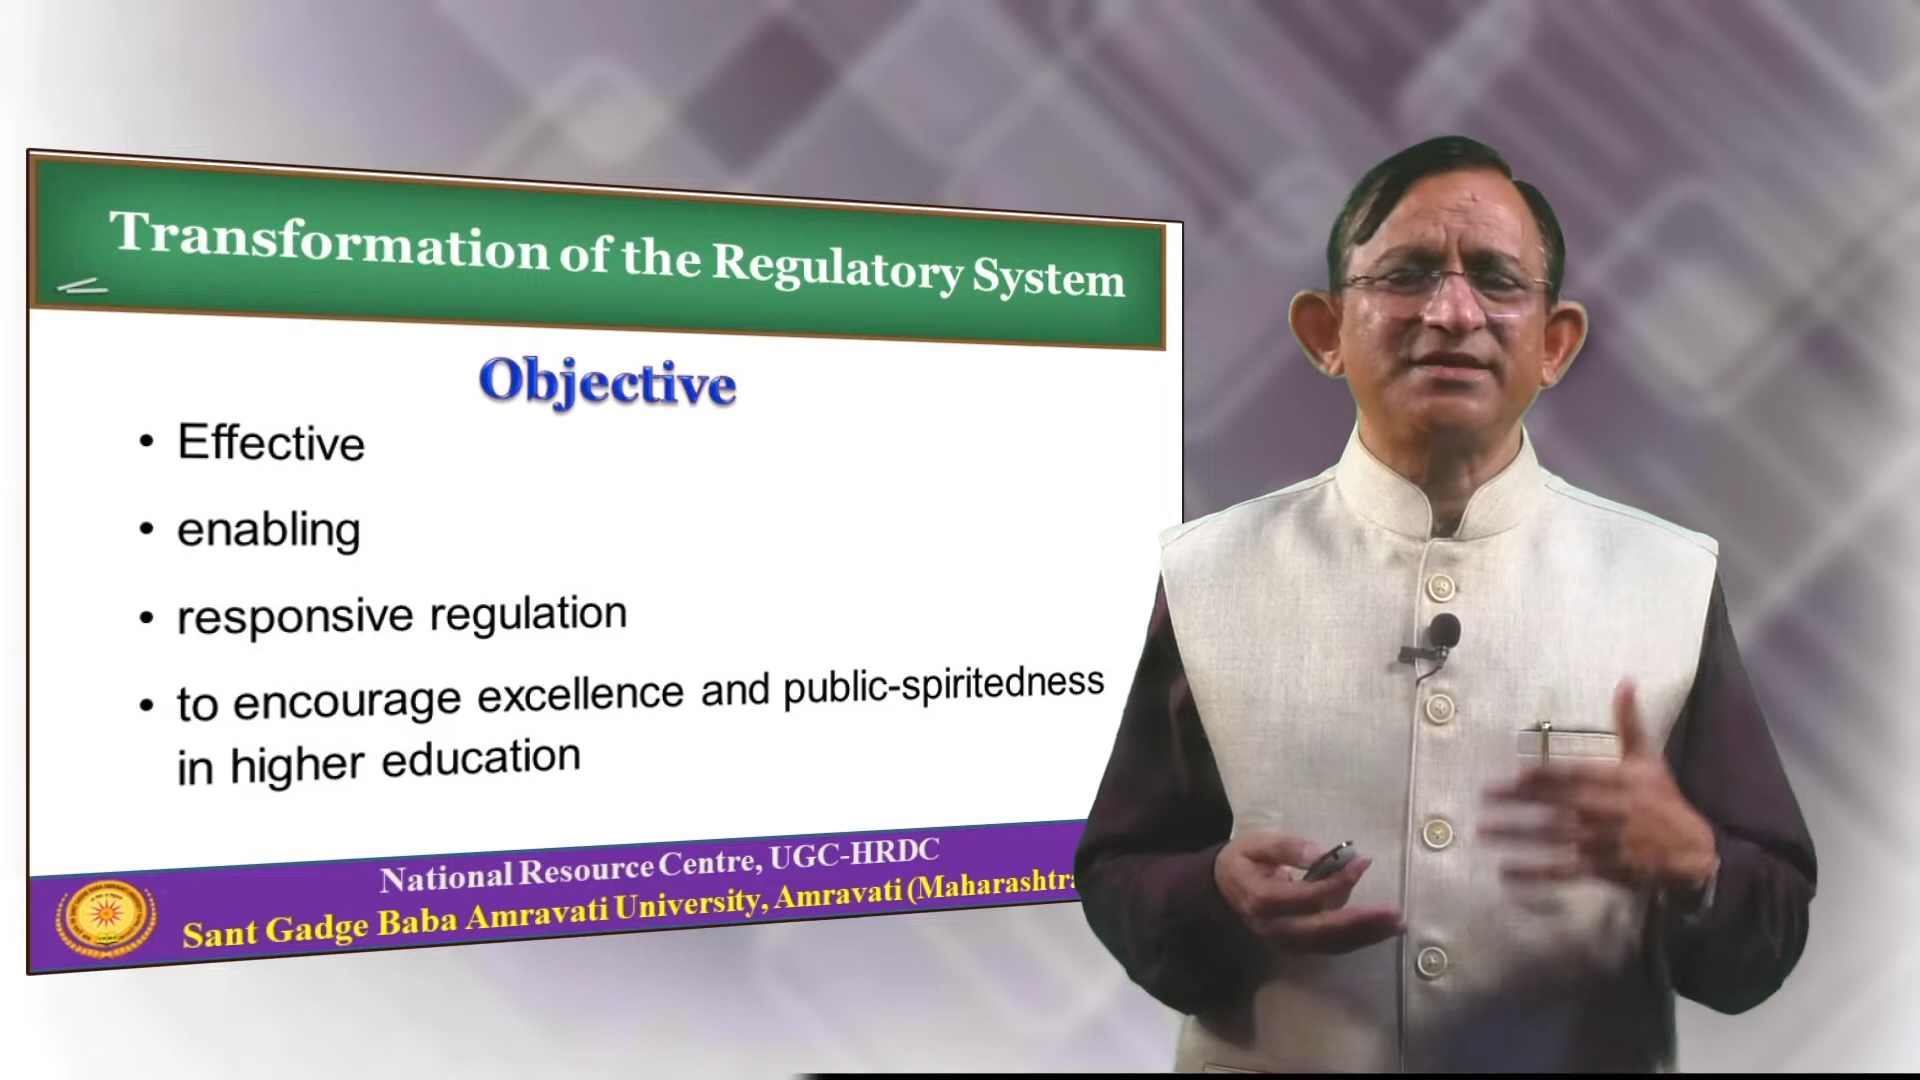 Transformation of the Regulatory System
Objective
• Effective
• enabling
• responsive regulation
• to encourage excellence and public-spiritedness
in higher education
National Resource Centre, UGC-HRDC
Sant Gadge Baba Amravati University, Amravati (Maharashtra